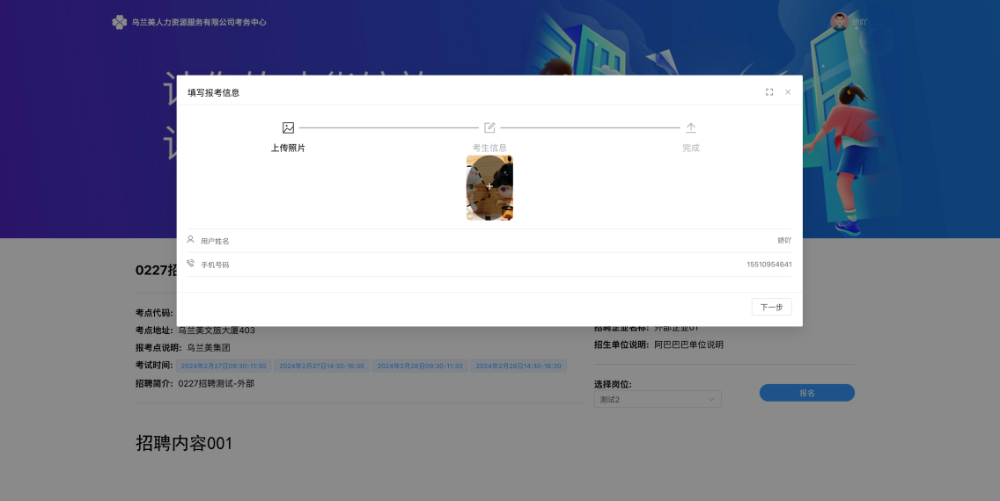 乌兰美人力资源服务有限公司考务中心
娇吖
填写报考信息
上传照片
考生信息
完成
用户姓名
娇吖
手机号码
15510954641
下一步
0227招
考点代码:
考点地址: 乌兰美文旅大厦403
报考点说明: 乌兰美集团
考试时间: 2024年2月27日09:30-11:30 2024年2月27日14:30-16:30 2024年2月28日09:30-11:30 2024年2月28日14:30-16:30
招聘简介: 0227招聘测试-外部
招聘企业名称: 外部企业01
招生单位说明: 阿巴巴巴单位说明
选择岗位:
测试2
报名
招聘内容001